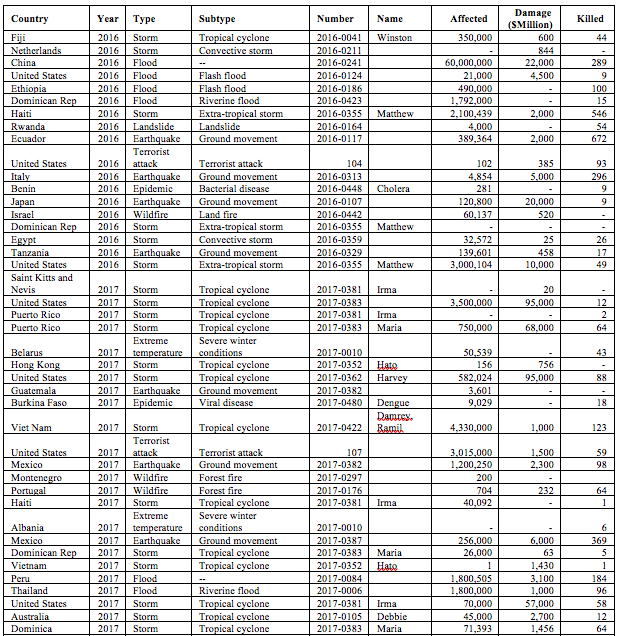 Country Year Type Subtype Number Name Affected Damage ($Million) Killed
Fiji 2016 Storm Tropical cyclone 2016-0041 Winston 350,000 600 44
Netherlands 2016 Storm Convective storm 2016-0211 - 844 -
China 2016 Flood -- 2016-0241 60,000,000 22,000 289
United States 2016 Flood Flash flood 2016-0124 21,000 4,500 9
Ethiopia 2016 Flood Flash flood 2016-0186 490,000 - 100
Dominican Rep 2016 Flood Riverine flood 2016-0423 1,792,000 - 15
Haiti 2016 Storm Extra-tropical storm 2016-0355 Matthew 2,100,439 2,000 546
Rwanda 2016 Landslide Landslide 2016-0164 4,000 - 54
Ecuador 2016 Earthquake Ground movement 2016-0117 389,364 2,000 672
United States 2016 Terrorist attack Terrorist attack 104 102 385 93
Italy 2016 Earthquake Ground movement 2016-0313 4,854 5,000 296
Benin 2016 Epidemic Bacterial disease 2016-0448 Cholera 281 - 9
Japan 2016 Earthquake Ground movement 2016-0107 120,800 20,000 9
Israel 2016 Wildfire Land fire 2016-0442 60,137 520 -
Dominican Rep 2016 Storm Extra-tropical storm 2016-0355 Matthew - - -
Egypt 2016 Storm Convective storm 2016-0359 32,572 25 26
Tanzania 2016 Earthquake Ground movement 2016-0329 139,601 458 17
United States 2016 Storm Extra-tropical storm 2016-0355 Matthew 3,000,104 10,000 49
Saint Kitts and Nevis 2017 Storm Tropical cyclone 2017-0381 Irma - 20 -
United States 2017 Storm Tropical cyclone 2017-0383 3,500,000 95,000 12
Puerto Rico 2017 Storm Tropical cyclone 2017-0381 Irma - - 2
Puerto Rico 2017 Storm Tropical cyclone 2017-0383 Maria 750,000 68,000 64
Belarus 2017 Extreme temperature Severe winter conditions 2017-0010 50,539 - 43
Hong Kong 2017 Storm Tropical cyclone 2017-0352 Hato 156 756 -
United States 2017 Storm Tropical cyclone 2017-0362 Harvey 582,024 95,000 88
Guatemala 2017 Earthquake Ground movement 2017-0382 3,601 - -
Burkina Faso 2017 Epidemic Viral disease 2017-0480 Dengue 9,029 - 18
Viet Nam 2017 Storm Tropical cyclone 2017-0422 Damrey, Ramil 4,330,000 1,000 123
United States 2017 Terrorist attack Terrorist attack 107 3,015,000 1,500 59
Mexico 2017 Earthquake Ground movement 2017-0382 1,200,250 2,300 98
Montenegro 2017 Wildfire Forest fire 2017-0297 200 - -
Portugal 2017 Wildfire Forest fire 2017-0176 704 232 64
Haiti 2017 Storm Tropical cyclone 2017-0381 Irma 40,092 - 1
Albania 2017 Extreme temperature Severe winter conditions 2017-0010 - - 6
Mexico 2017 Earthquake Ground movement 2017-0387 256,000 6,000 369
Dominican Rep 2017 Storm Tropical cyclone 2017-0383 Maria 26,000 63 5
Vietnam 2017 Storm Tropical cyclone 2017-0352 Hato 1 1,430 1
Peru 2017 Flood -- 2017-0084 1,800,505 3,100 184
Thailand 2017 Flood Riverine flood 2017-0006 1,800,000 1,000 96
United States 2017 Storm Tropical cyclone 2017-0381 Irma 70,000 57,000 58
Australia 2017 Storm Tropical cyclone 2017-0105 Debbie 45,000 2,700 12
Dominica 2017 Storm Tropical cyclone 2017-0383 Maria 71,393 1,456 64